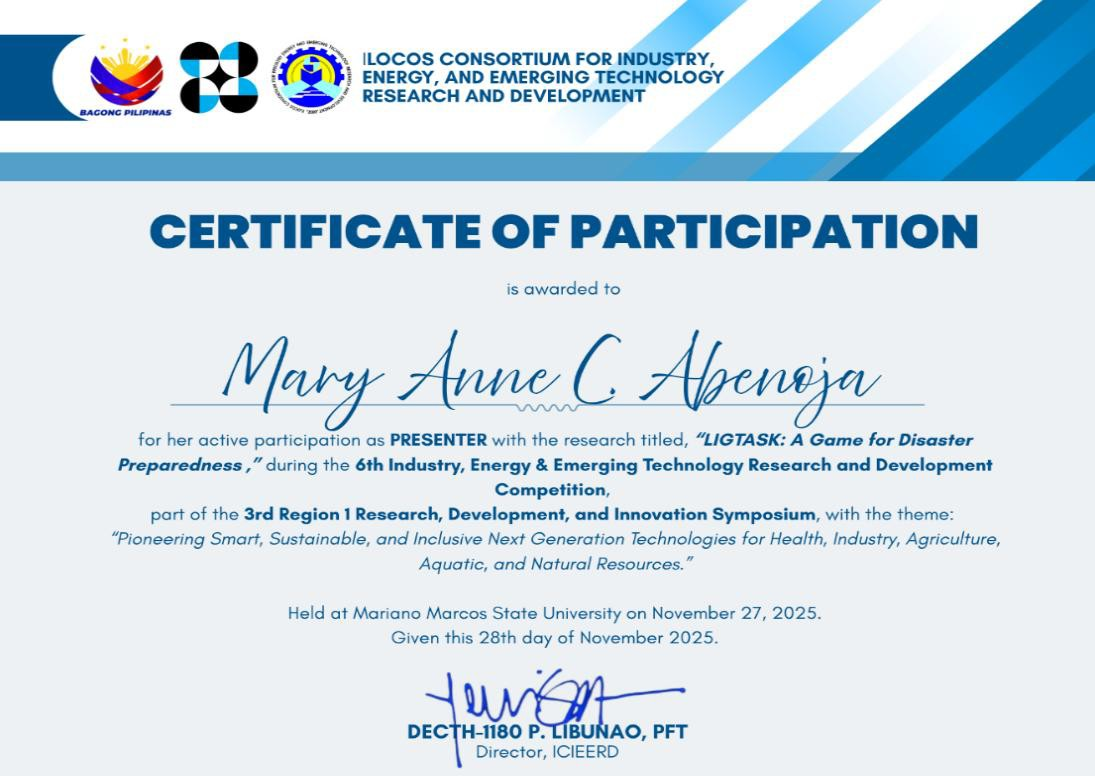 BAGONG PILIPINAS
ILOCOS CONSORTIUM FOR INDUSTRY,
ENERGY, AND EMERGING TECHNOLOGY
RESEARCH AND DEVELOPMENT
CERTIFICATE OF PARTICIPATION
is awarded to
Mary Anne C. Abenoja
for her active participation as PRESENTER with the research titled, “LIGTASK: A Game for Disaster
Preparedness ,” during the 6th Industry, Energy & Emerging Technology Research and Development
Competition,
part of the 3rd Region 1 Research, Development, and Innovation Symposium, with the theme:
“Pioneering Smart, Sustainable, and Inclusive Next Generation Technologies for Health, Industry, Agriculture,
Aquatic, and Natural Resources.”
Held at Mariano Marcos State University on November 27, 2025.
Given this 28th day of November 2025.
DECTH-1180 P. LIBUNAO, PFT
Director, ICIEERD